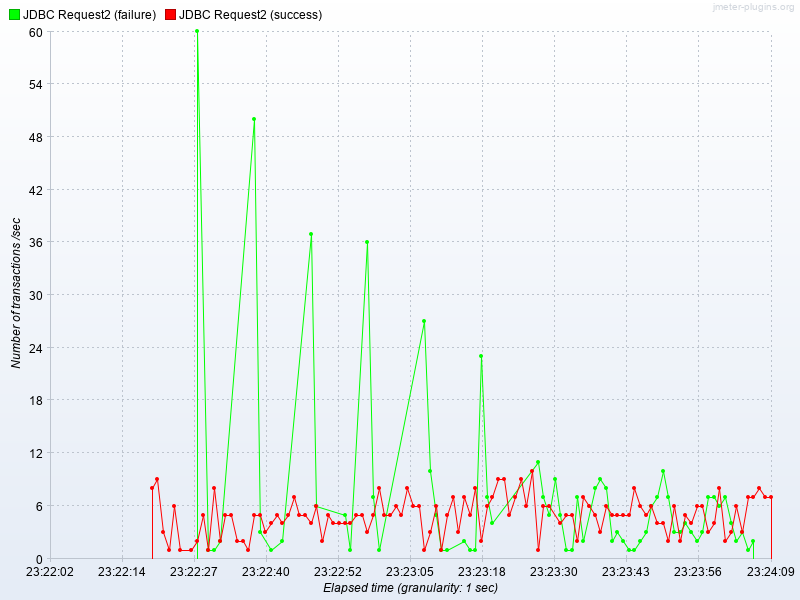 JDBC Request2 (failure) JDBC Request2 (success)
jmeter-plugins.org
60
54
48
42
36
30
24
18
12
6
0
Number of transactions /sec
23:22:02 23:22:14 23:22:27 23:22:40 23:22:52 23:23:05 23:23:18 23:23:30 23:23:43 23:23:56 23:24:09
Elapsed time (granularity: 1 sec)